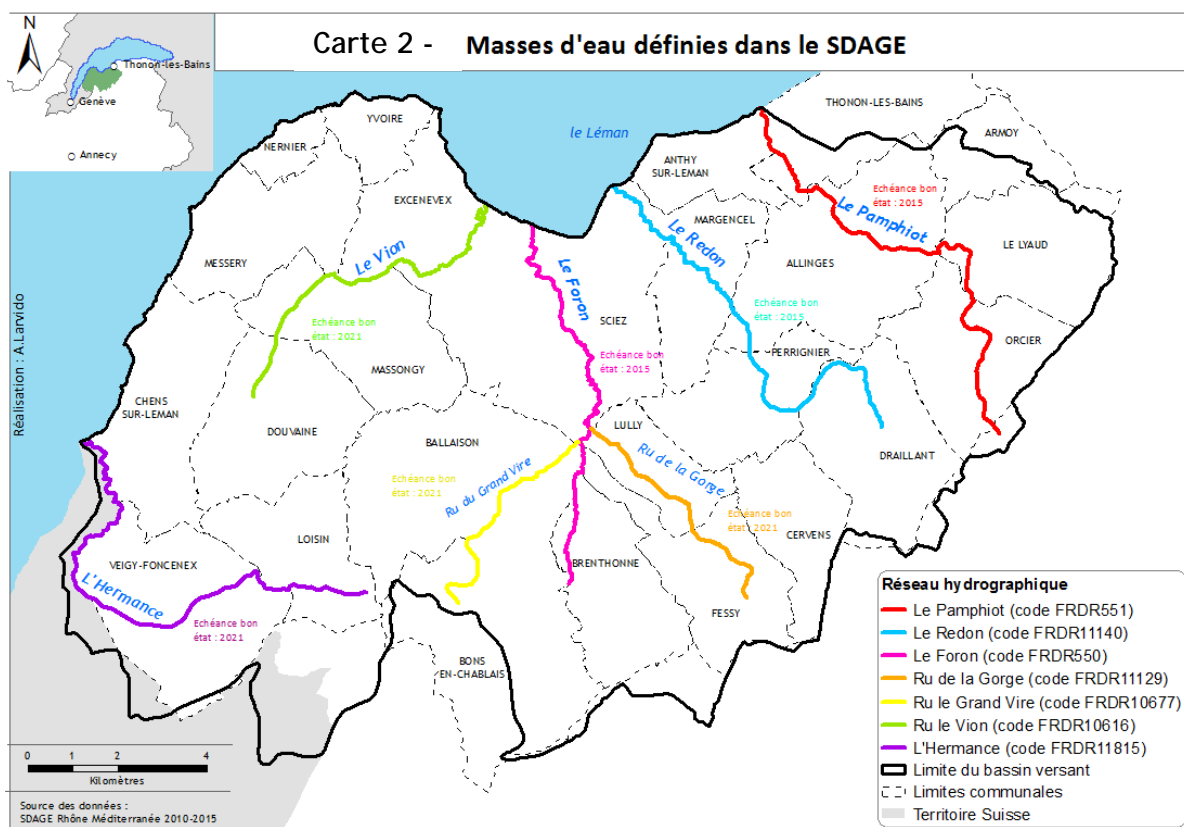 Carte 2 - Masses d'eau définies dans le SDAGE
N
Thonon-les-Bains
Genève
Annecy
THONON-LES-BAINS
ARMOY
YVOIRE
NERNIER
le Léman
ANTHY
SUR-LEMAN
EXCENEVEX
Echéance bon
état : 2015
MARGENCEL
Le Pamphiot
Le Redon
LE LYAUD
Le Vion
MESSERY
Le Foron
ALLINGES
Echéance bon
état : 2021
SCIEZ
Echéance bon
état : 2015
ORCIER
PERRIGNIER
Echéance bon
état : 2015
MASSONGY
CHENS
SUR-LEMAN
DOUVAINE
BALLAISON
LULLY
DRAILLANT
Ru du Grand Vire
Ru de la Gorge
Echéance bon
état : 2021
Echéance bon
état : 2021
CERVENS
LOISIN
VEIGY-FONCENEX
BRENTHONNE
L'Hermance
FESSY
Echéance bon
état : 2021
BONS
EN-CHABLAIS
Réalisation : A.Larvido
Réseau hydrographique
Le Pamphiot (code FRDR551)
Le Redon (code FRDR11140)
Le Foron (code FRDR550)
Ru de la Gorge (code FRDR11129)
Ru le Grand Vire (code FRDR10677)
Ru le Vion (code FRDR10616)
L'Hermance (code FRDR11815)
Limite du bassin versant
Limites communales
Territoire Suisse
0 1 2 4
Kilomètres
Source des données :
SDAGE Rhône Méditerranée 2010-2015